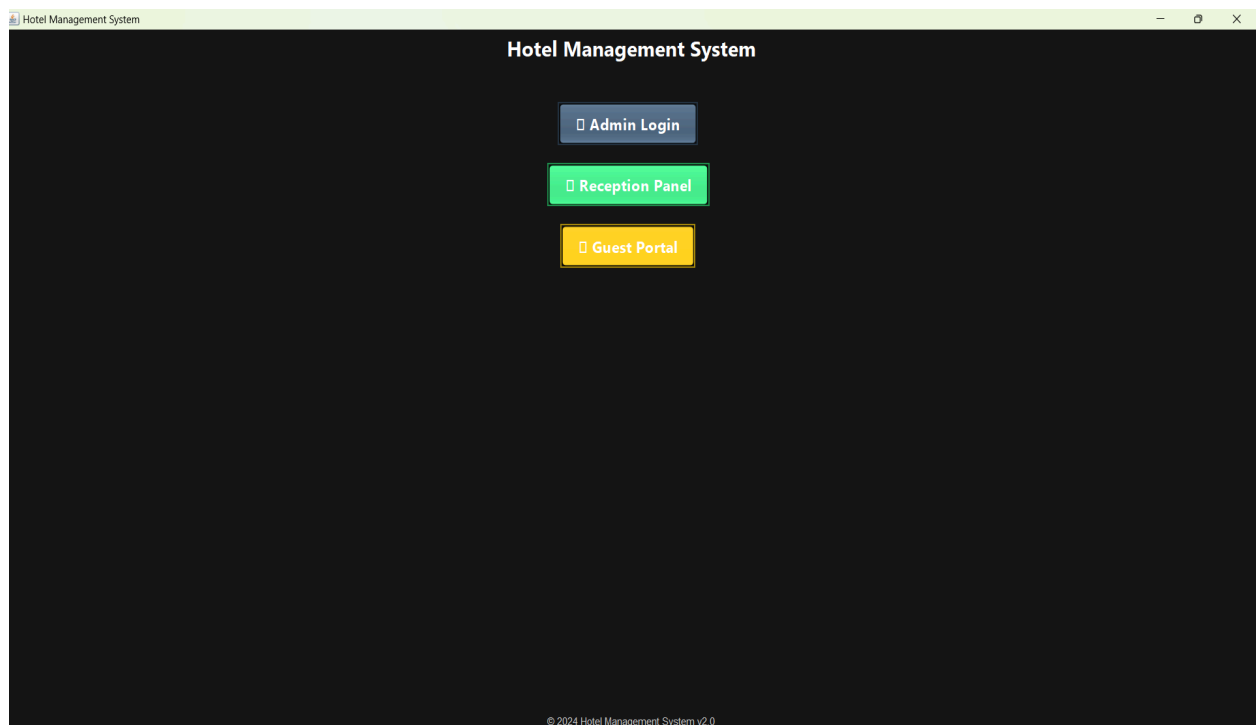 Hotel Management System
Hotel Management System
▯ Admin Login
▯ Reception Panel
▯ Guest Portal
© 2024 Hotel Management System v2.0